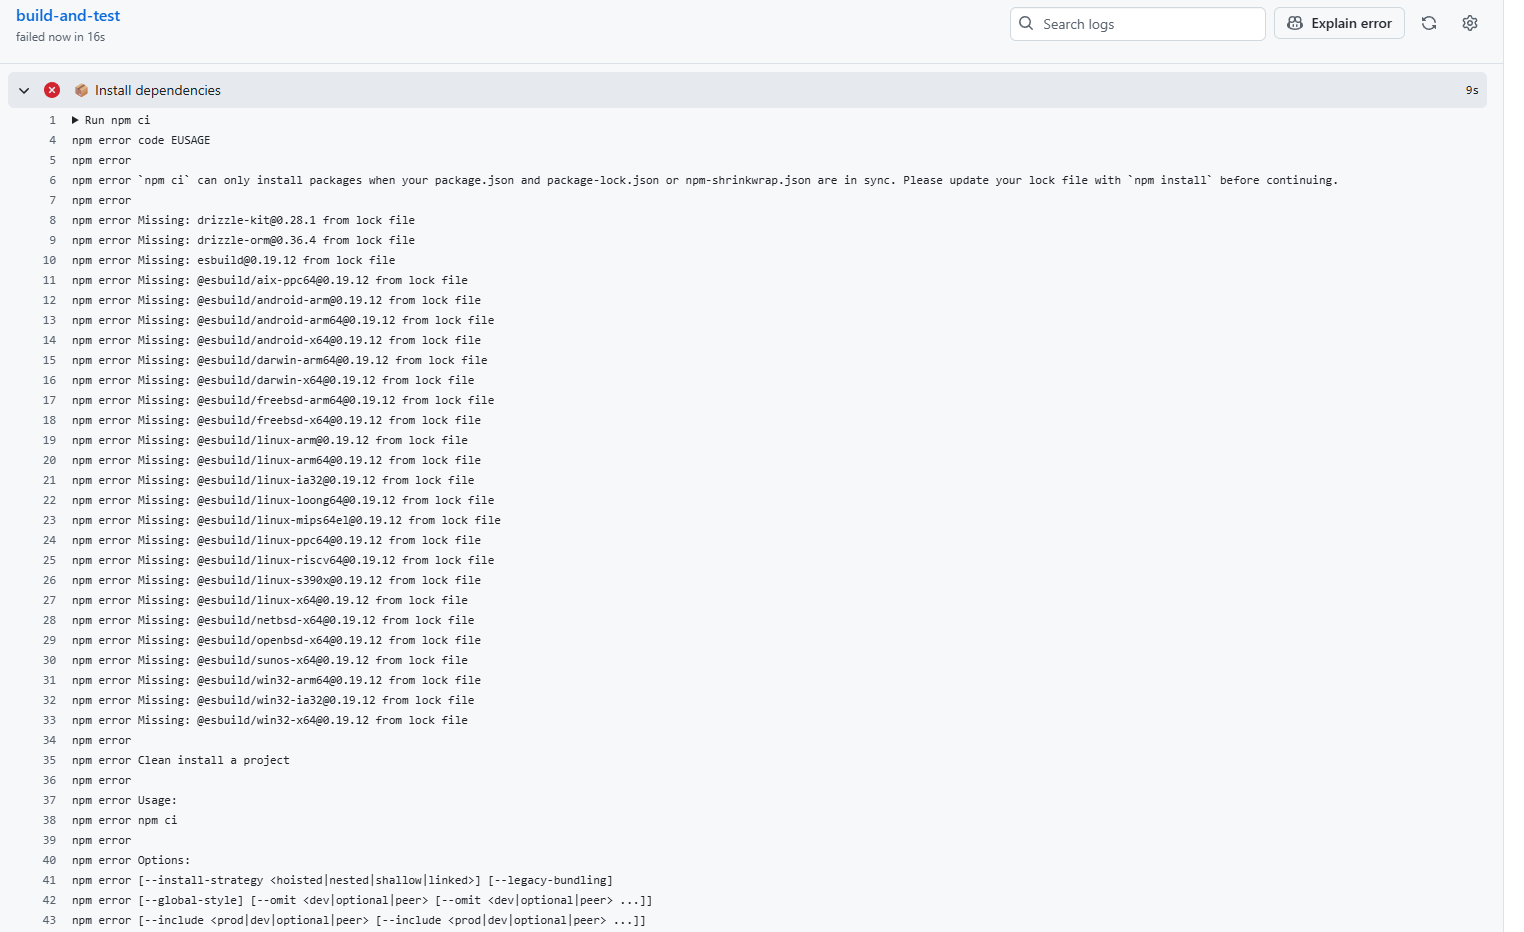 build-and-test
failed now in 16s
Search logs
Explain error
Install dependencies
9s
1 Run npm ci
4 npm error code EUSAGE
5 npm error
6 npm error `npm ci` can only install packages when your package.json and package-lock.json or npm-shrinkwrap.json are in sync. Please update your lock file with `npm install` before continuing.
7 npm error
8 npm error Missing: drizzle-kit@0.28.1 from lock file
9 npm error Missing: drizzle-orm@0.36.4 from lock file
10 npm error Missing: esbuild@0.19.12 from lock file
11 npm error Missing: @esbuild/aix-ppc64@0.19.12 from lock file
12 npm error Missing: @esbuild/android-arm@0.19.12 from lock file
13 npm error Missing: @esbuild/android-arm64@0.19.12 from lock file
14 npm error Missing: @esbuild/android-x64@0.19.12 from lock file
15 npm error Missing: @esbuild/darwin-arm64@0.19.12 from lock file
16 npm error Missing: @esbuild/darwin-x64@0.19.12 from lock file
17 npm error Missing: @esbuild/freebsd-arm64@0.19.12 from lock file
18 npm error Missing: @esbuild/freebsd-x64@0.19.12 from lock file
19 npm error Missing: @esbuild/linux-arm@0.19.12 from lock file
20 npm error Missing: @esbuild/linux-arm64@0.19.12 from lock file
21 npm error Missing: @esbuild/linux-ia32@0.19.12 from lock file
22 npm error Missing: @esbuild/linux-loong64@0.19.12 from lock file
23 npm error Missing: @esbuild/linux-mips64el@0.19.12 from lock file
24 npm error Missing: @esbuild/linux-ppc64@0.19.12 from lock file
25 npm error Missing: @esbuild/linux-riscv64@0.19.12 from lock file
26 npm error Missing: @esbuild/linux-s390x@0.19.12 from lock file
27 npm error Missing: @esbuild/linux-x64@0.19.12 from lock file
28 npm error Missing: @esbuild/netbsd-x64@0.19.12 from lock file
29 npm error Missing: @esbuild/openbsd-x64@0.19.12 from lock file
30 npm error Missing: @esbuild/sunos-x64@0.19.12 from lock file
31 npm error Missing: @esbuild/win32-arm64@0.19.12 from lock file
32 npm error Missing: @esbuild/win32-ia32@0.19.12 from lock file
33 npm error Missing: @esbuild/win32-x64@0.19.12 from lock file
34 npm error
35 npm error Clean install a project
36 npm error
37 npm error Usage:
38 npm error npm ci
39 npm error
40 npm error Options:
41 npm error [--install-strategy <hoisted|nested|shallow|linked>] [--legacy-bundling]
42 npm error [--global-style] [--omit <dev|optional|peer> [--omit <dev|optional|peer> ...]]
43 npm error [--include <prod|dev|optional|peer> [--include <prod|dev|optional|peer> ...]]